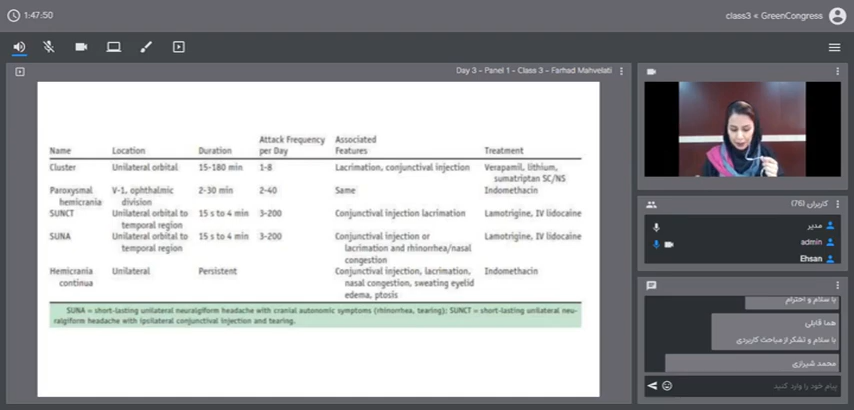 1:47:50
class3 « GreenCongress
Day 3 - Panel 1 - Class 3 - Farhad Mahvelati
Name Location Duration Attack Frequency per Day Associated Features Treatment
Cluster Unilateral orbital 15-180 min 1-8 Lacrimation, conjunctival injection Verapamil, lithium, sumatriptan SC/NS
Paroxysmal hemicrania V-1, ophthalmic division 2-30 min 2-40 Same Indomethacin
SUNCT Unilateral orbital to temporal region 15 s to 4 min 3-200 Conjunctival injection lacrimation Lamotrigine, IV lidocaine
SUNA Unilateral orbital to temporal region 15 s to 4 min 3-200 Conjunctival injection or lacrimation and rhinorrhea/nasal congestion Lamotrigine, IV lidocaine
Hemicrania continua Unilateral Persistent Conjunctival injection, lacrimation, nasal congestion, sweating eyelid edema, ptosis Indomethacin
SUNA = short-lasting unilateral neuralgiform headache with cranial autonomic symptoms (rhinorrhea, tearing); SUNCT = short-lasting unilateral neu-
ralgiform headache with ipsilateral conjunctival injection and tearing.
کاربران (76)
مدیر
admin
Ehsan
با سلام و احترام
هما قابلی
با سلام و تشکر از مباحث کاربردی
محمد شیرازی
پیام خود را وارد کنید